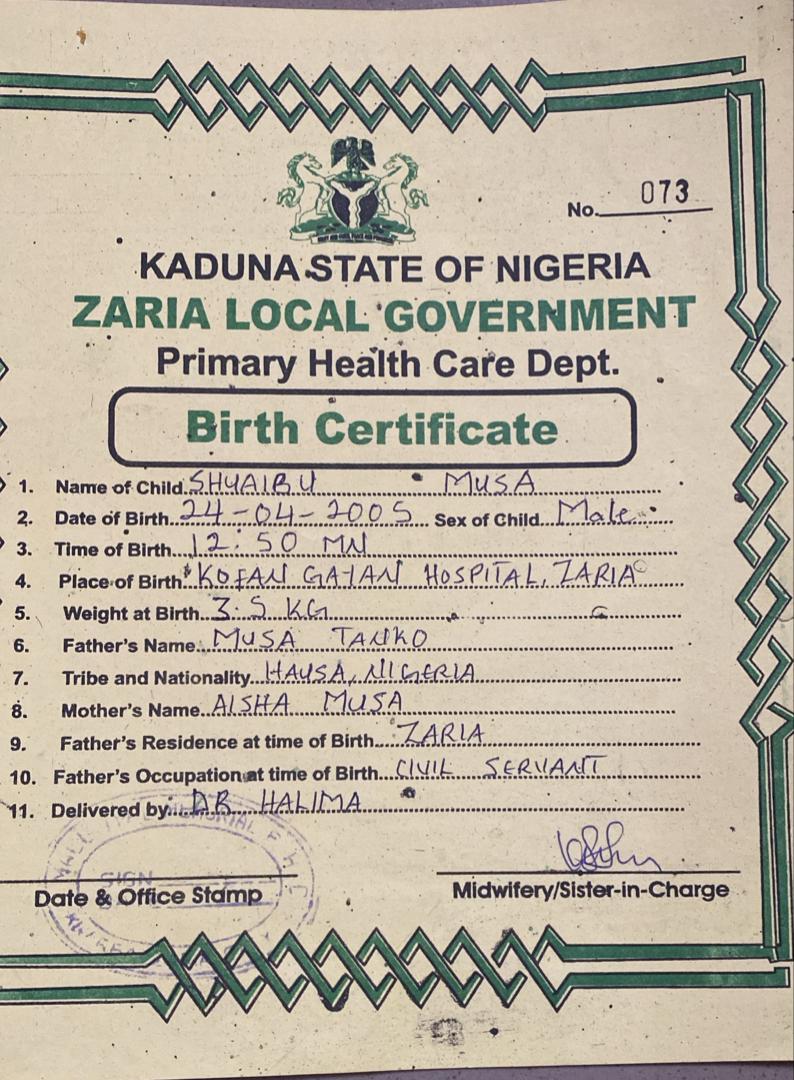 No. 073
KADUNA STATE OF NIGERIA
ZARIA LOCAL GOVERNMENT
Primary Health Care Dept.
Birth Certificate
1. Name of Child SHUAIBU MUSA
2. Date of Birth 24-04-2005 Sex of Child Male
3. Time of Birth 12:50 MN
4. Place of Birth KOFAN GAYAN HOSPITAL, ZARIA
5. Weight at Birth 3.5 KG
6. Father's Name MUSA TANKO
7. Tribe and Nationality HAUSA, NIGERIA
8. Mother's Name AISHA MUSA
9. Father's Residence at time of Birth ZARIA
10. Father's Occupation at time of Birth CIVIL SERVANT
11. Delivered by DR HALIMA
SIGN
Date & Office Stamp Midwifery/Sister-in-Charge